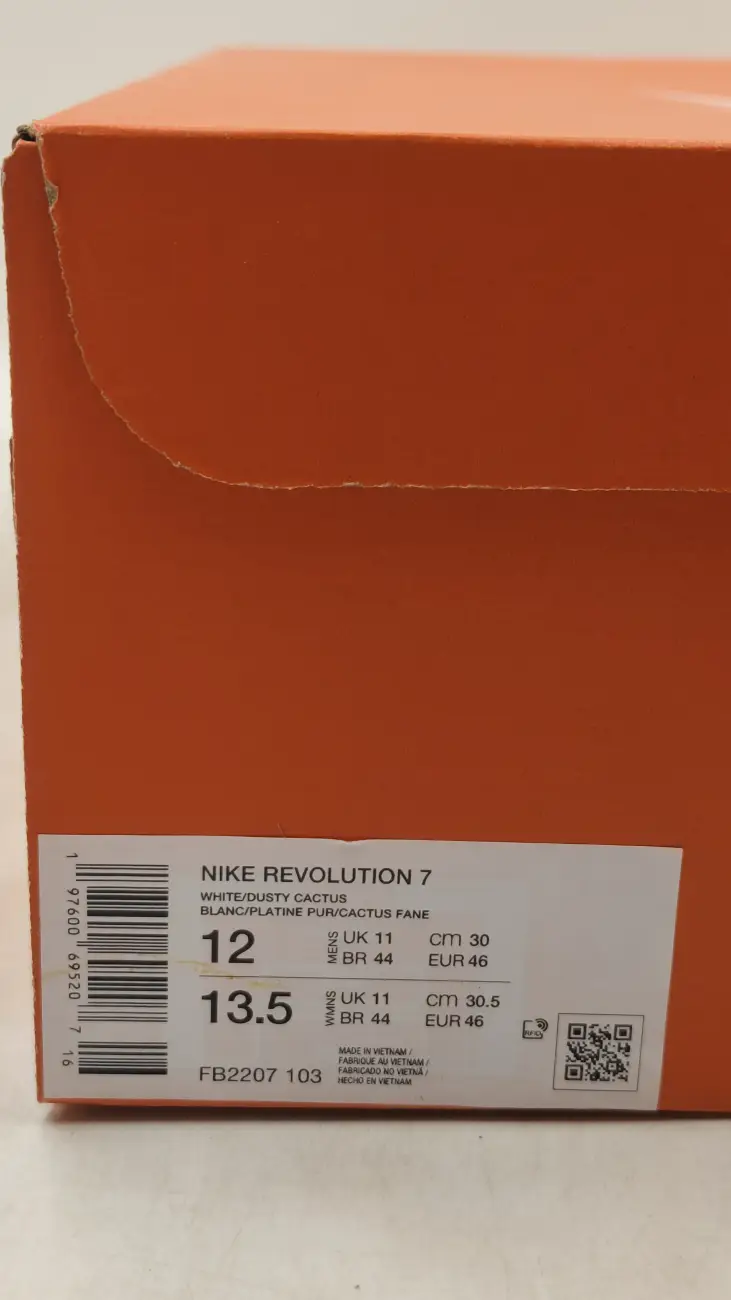 NIKE REVOLUTION 7
WHITE/DUSTY CACTUS
BLANC/PLATINE PUR/CACTUS FANE
12 MENS UK 11 cm 30
BR 44 EUR 46
13.5 WMNS UK 11 cm 30.5
BR 44 EUR 46
RFID
FB2207 103
MADE IN VIETNAM /
FABRIQUE AU VIETNAM /
FABRICADO NO VIETNÃ /
HECHO EN VIETNAM
1 97600 69520 7 16